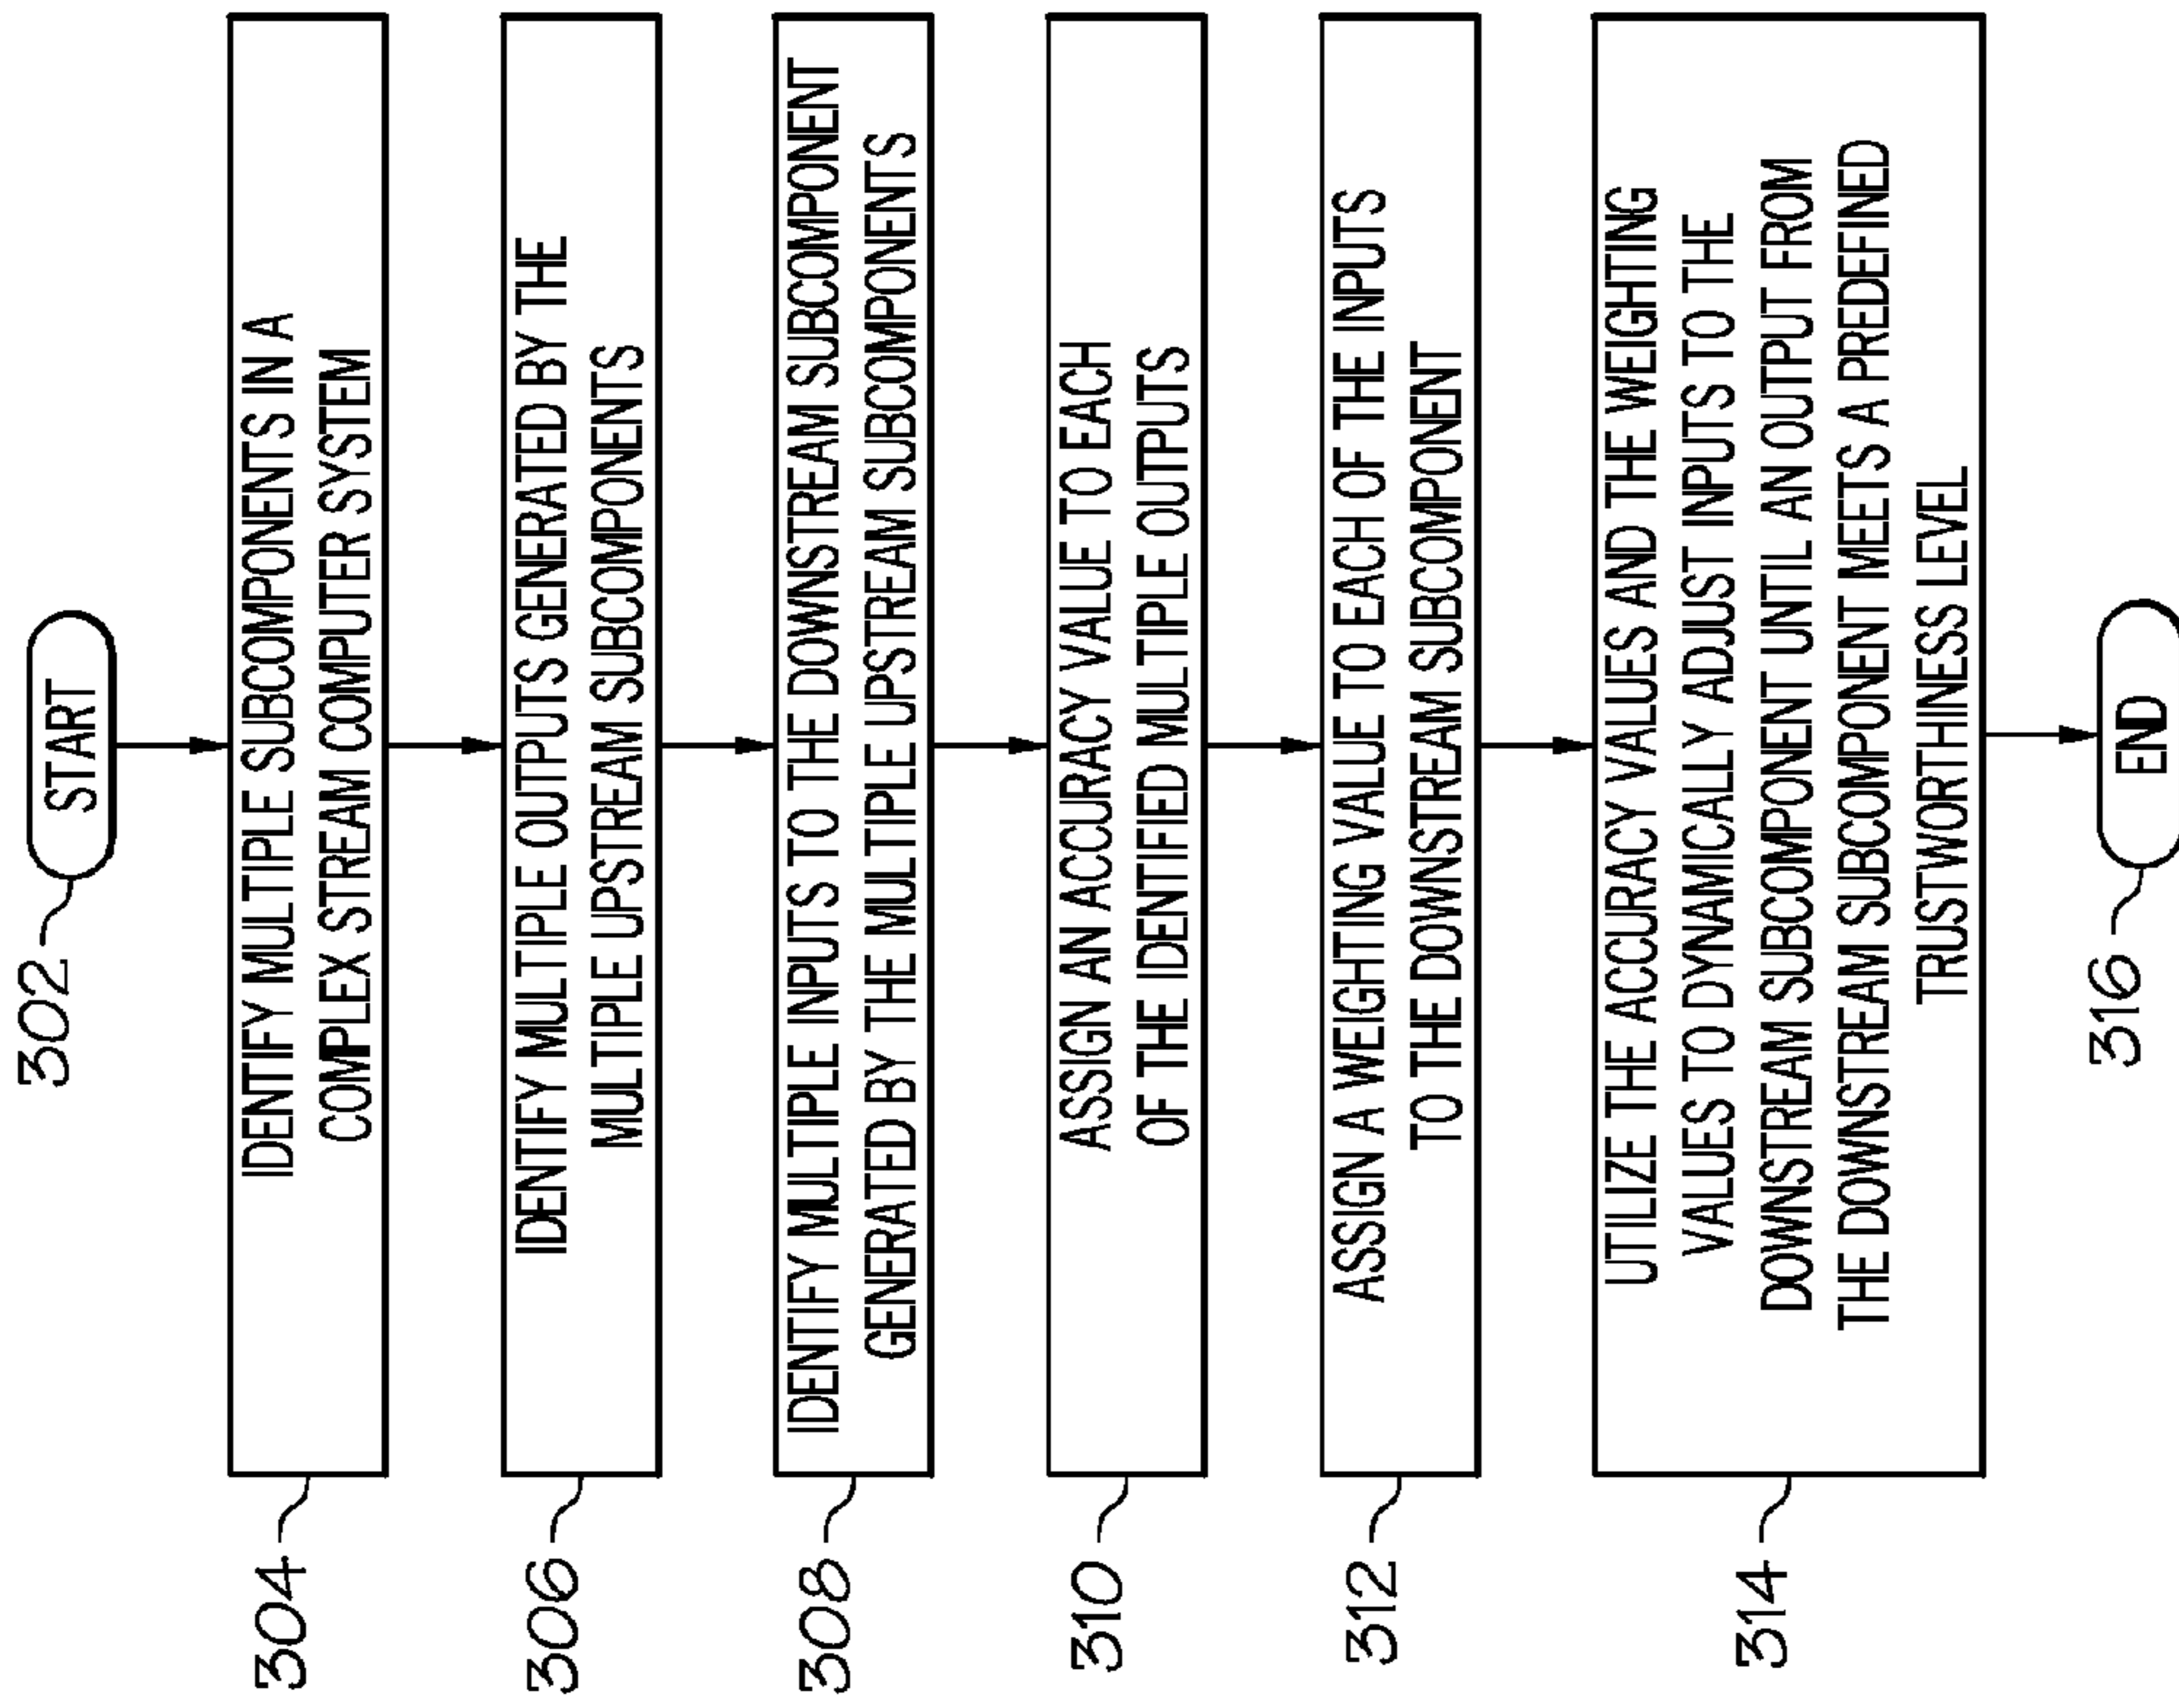 302
START
304
IDENTIFY MULTIPLE SUBCOMPONENTS IN A
COMPLEX STREAM COMPUTER SYSTEM
306
IDENTIFY MULTIPLE OUTPUTS GENERATED BY THE
MULTIPLE UPSTREAM SUBCOMPONENTS
308
IDENTIFY MULTIPLE INPUTS TO THE DOWNSTREAM SUBCOMPONENT
GENERATED BY THE MULTIPLE UPSTREAM SUBCOMPONENTS
310
ASSIGN AN ACCURACY VALUE TO EACH
OF THE IDENTIFIED MULTIPLE OUTPUTS
312
ASSIGN A WEIGHTING VALUE TO EACH OF THE INPUTS
TO THE DOWNSTREAM SUBCOMPONENT
314
UTILIZE THE ACCURACY VALUES AND THE WEIGHTING
VALUES TO DYNAMICALLY ADJUST INPUTS TO THE
DOWNSTREAM SUBCOMPONENT UNTIL AN OUTPUT FROM
THE DOWNSTREAM SUBCOMPONENT MEETS A PREDEFINED
TRUSTWORTHINESS LEVEL
316
END